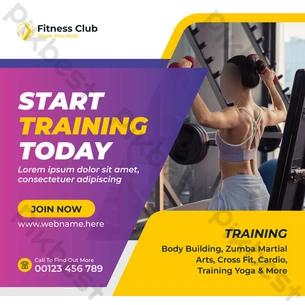 Fitness Club
START
TRAINING
TODAY
Lorem ipsum dolor sit amet,
consectetuer adipiscing
JOIN NOW
www.webname.here
Call To Find Out More
00123 456 789
TRAINING
Body Building, Zumba Martial
Arts, Cross Fit, Cardio,
Training Yoga & More
pikbest